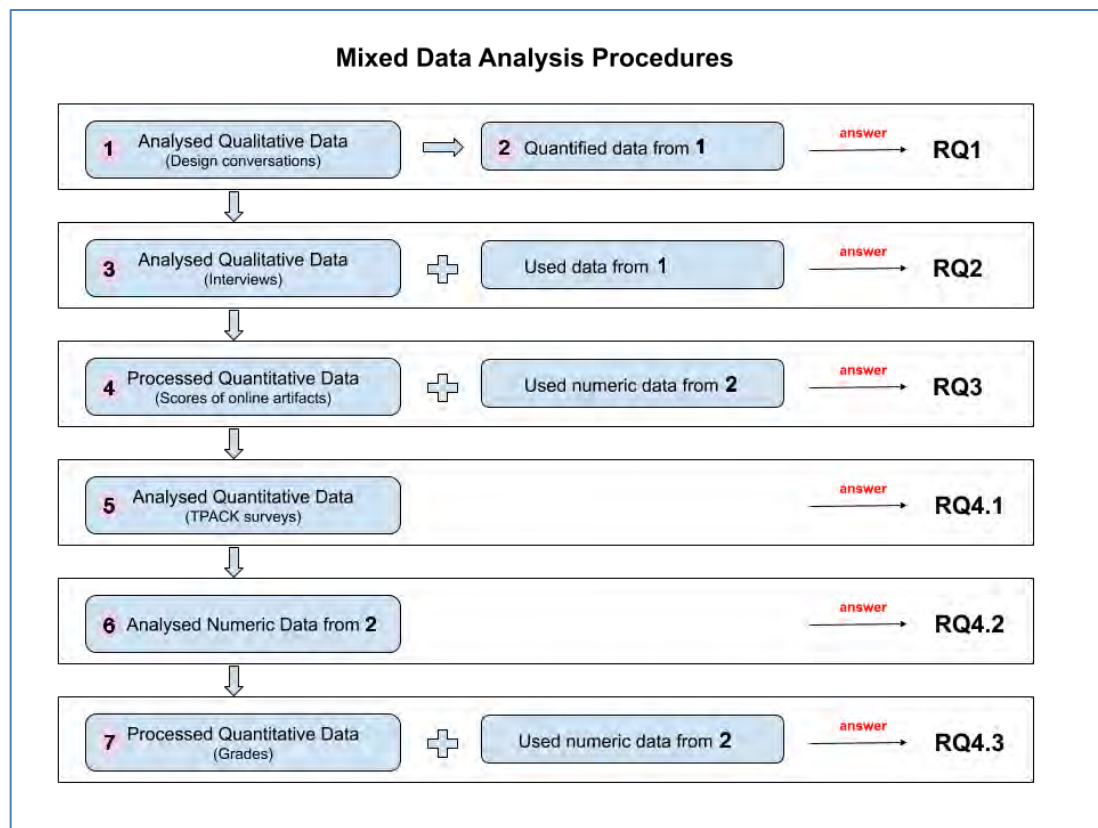 Mixed Data Analysis Procedures
1 Analysed Qualitative Data
(Design conversations)
2 Quantified data from 1
answer
RQ1
3 Analysed Qualitative Data
(Interviews)
Used data from 1
answer
RQ2
4 Processed Quantitative Data
(Scores of online artifacts)
Used numeric data from 2
answer
RQ3
5 Analysed Quantitative Data
(TPACK surveys)
answer
RQ4.1
6 Analysed Numeric Data from 2
answer
RQ4.2
7 Processed Quantitative Data
(Grades)
Used numeric data from 2
answer
RQ4.3